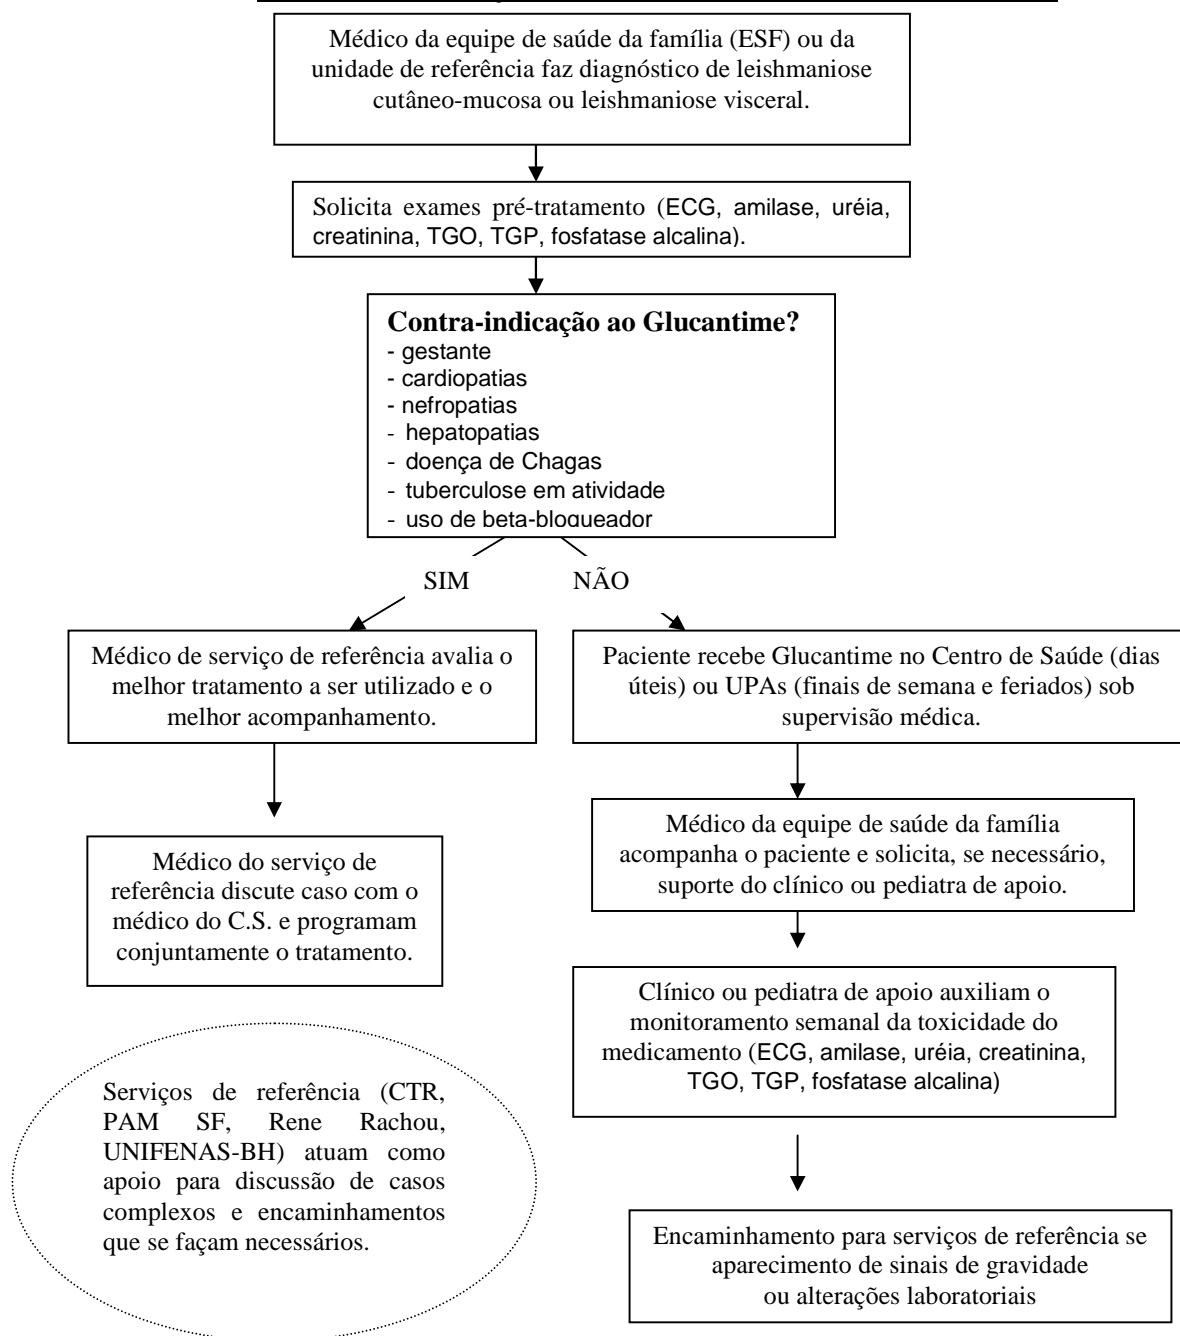 Médico da equipe de saúde da família (ESF) ou da
unidade de referência faz diagnóstico de leishmaniose
cutâneo-mucosa ou leishmaniose visceral.
Solicita exames pré-tratamento (ECG, amilase, uréia,
creatinina, TGO, TGP, fosfatase alcalina).
Contra-indicação ao Glucantime?
- gestante
- cardiopatias
- nefropatias
- hepatopatias
- doença de Chagas
- tuberculose em atividade
- uso de beta-bloqueador
SIM
NÃO
Médico de serviço de referência avalia o
melhor tratamento a ser utilizado e o
melhor acompanhamento.
Médico do serviço de
referência discute caso com o
médico do C.S. e programam
conjuntamente o tratamento.
Paciente recebe Glucantime no Centro de Saúde (dias
úteis) ou UPAs (finais de semana e feriados) sob
supervisão médica.
Médico da equipe de saúde da família
acompanha o paciente e solicita, se necessário,
suporte do clínico ou pediatra de apoio.
Clínico ou pediatra de apoio auxiliam o
monitoramento semanal da toxicidade do
medicamento (ECG, amilase, uréia, creatinina,
TGO, TGP, fosfatase alcalina)
Encaminhamento para serviços de referência se
aparecimento de sinais de gravidade
ou alterações laboratoriais
Serviços de referência (CTR,
PAM SF, Rene Rachou,
UNIFENAS-BH) atuam como
apoio para discussão de casos
complexos e encaminhamentos
que se façam necessários.